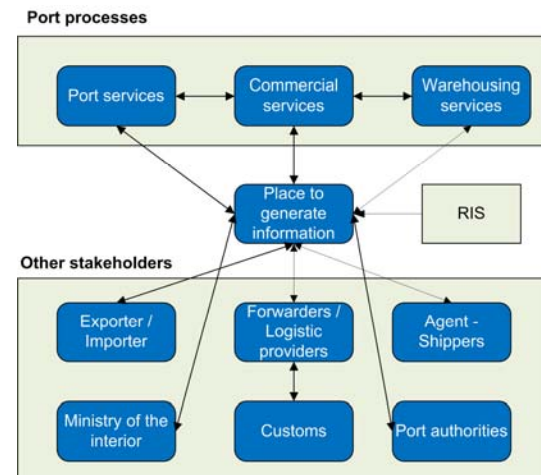 Port processes
Port services
Commercial
services
Warehousing
services
Place to
generate
information
RIS
Other stakeholders
Exporter /
Importer
Forwarders /
Logistic
providers
Agent -
Shippers
Ministry of the
interior
Customs
Port authorities